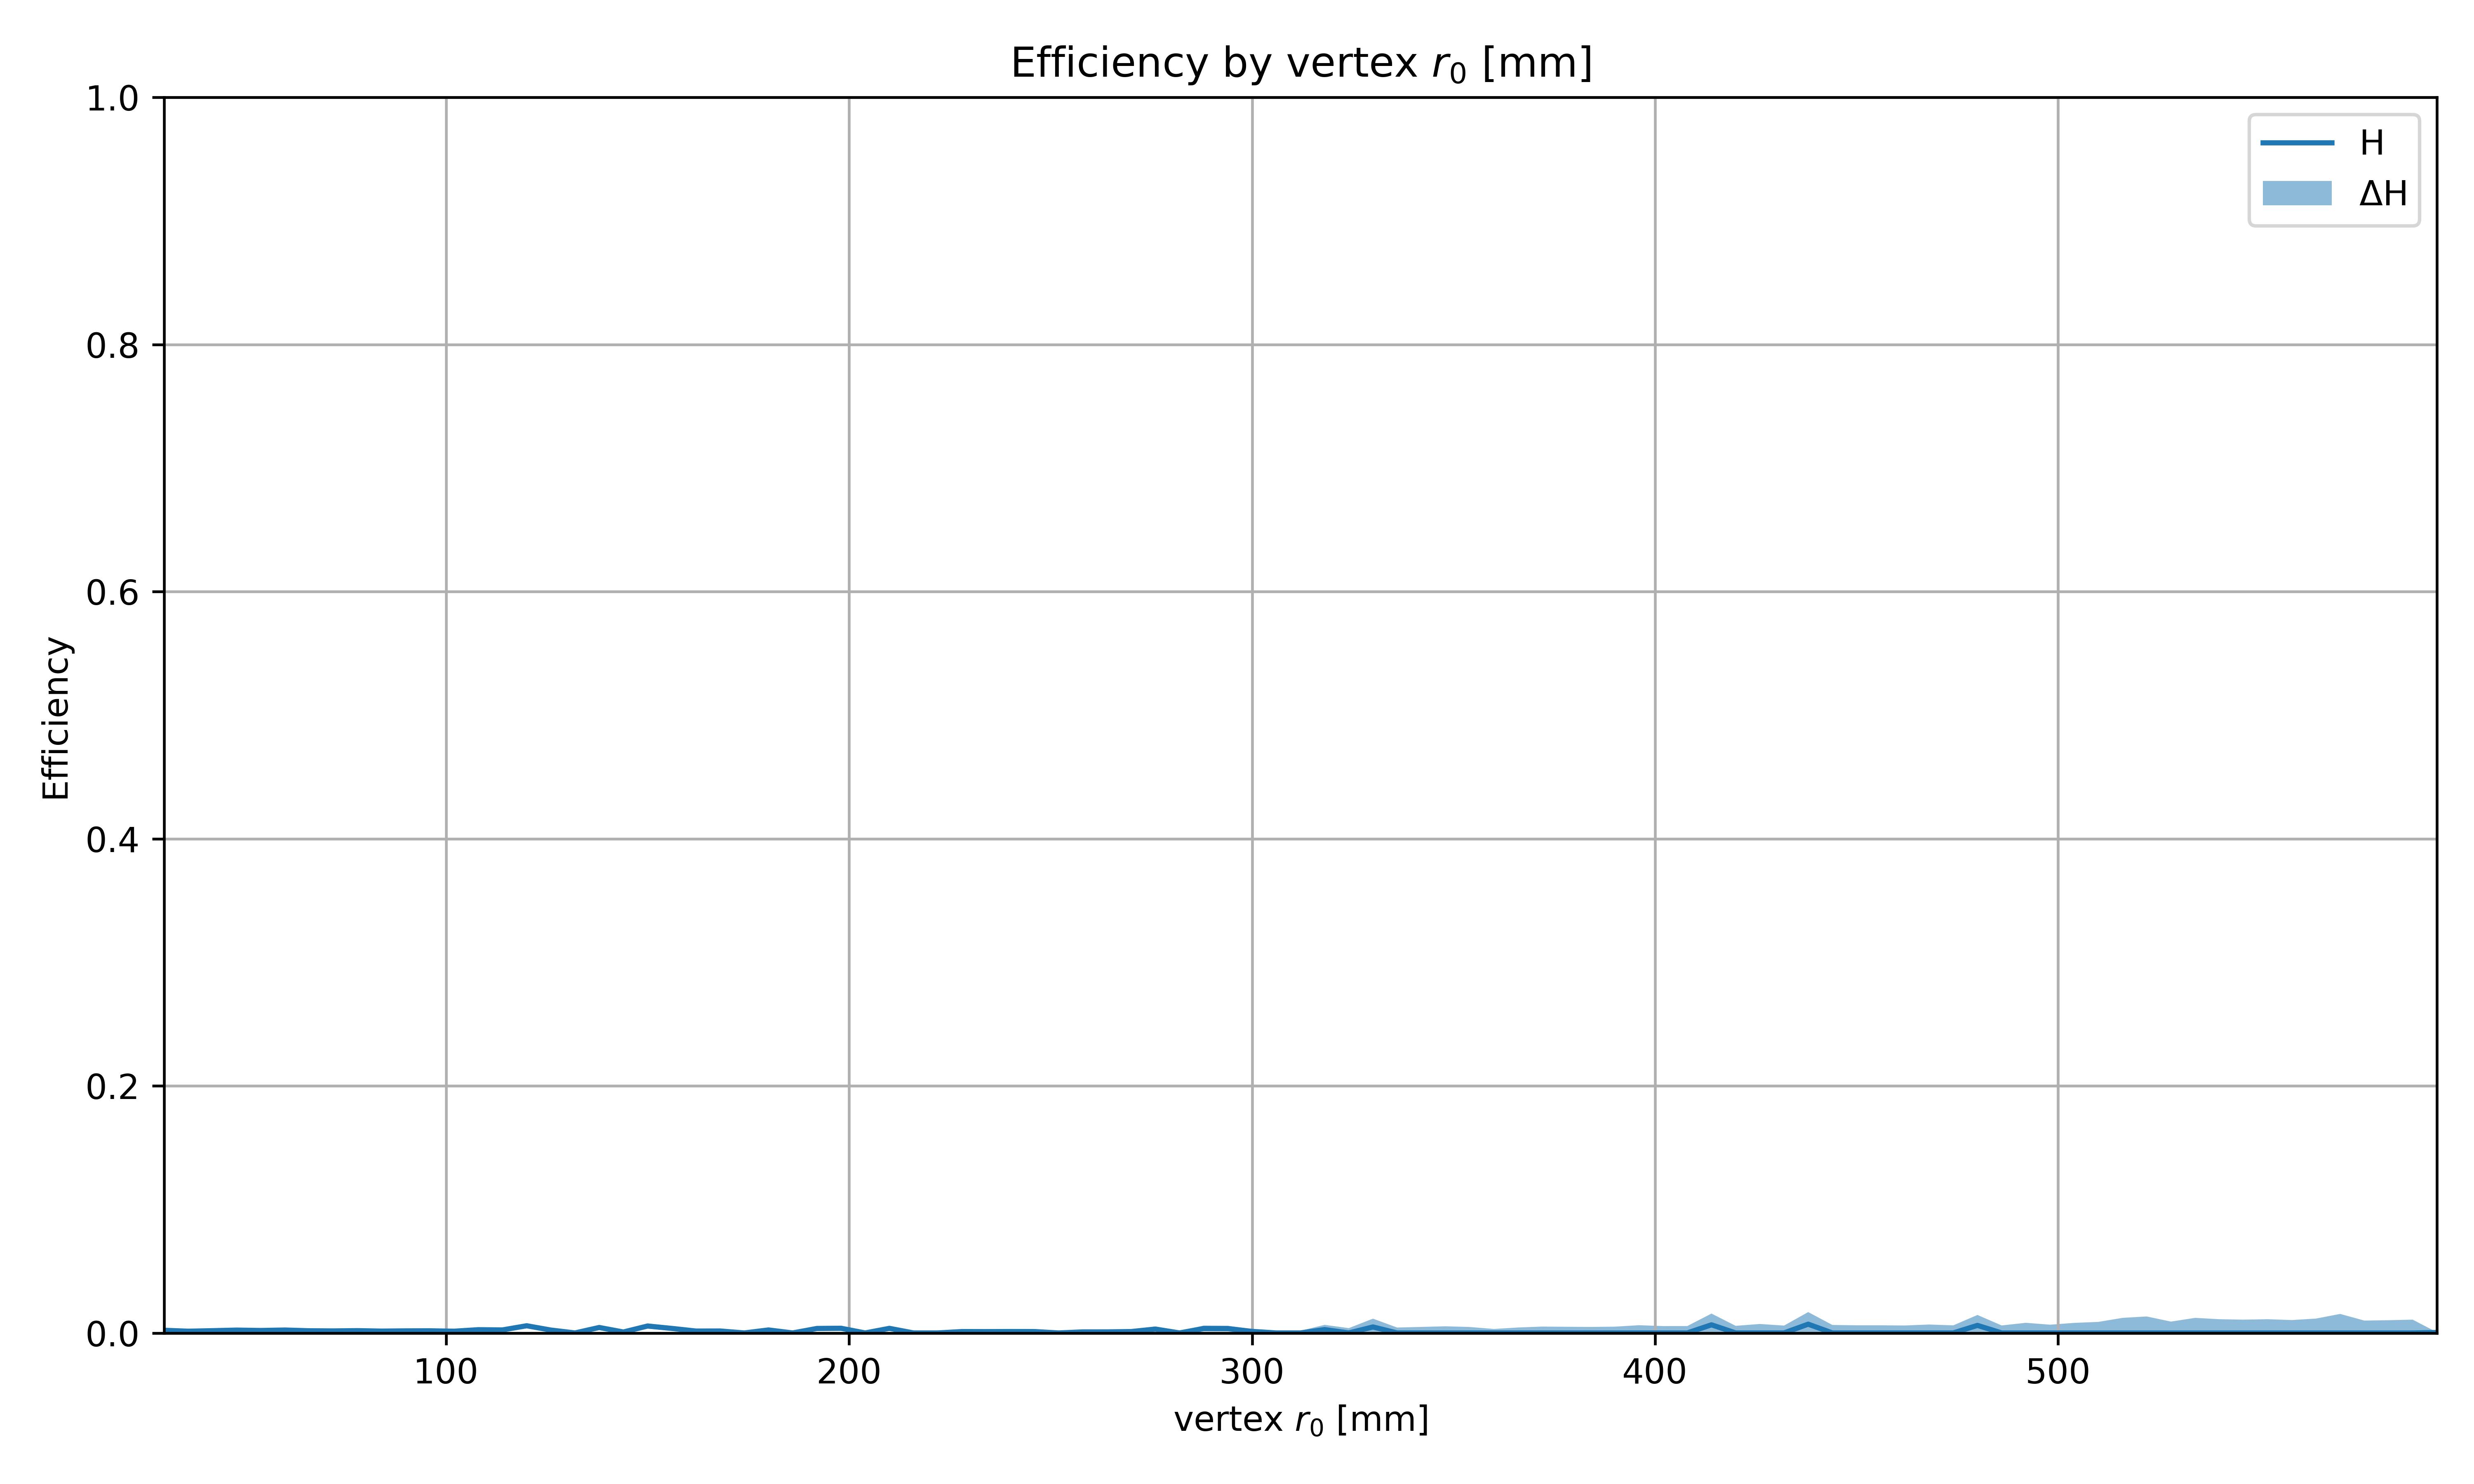 Efficiency by vertex r₀ [mm]
H
ΔH
1.0
0.8
0.6
0.4
0.2
0.0
Efficiency
100 200 300 400 500
vertex r₀ [mm]